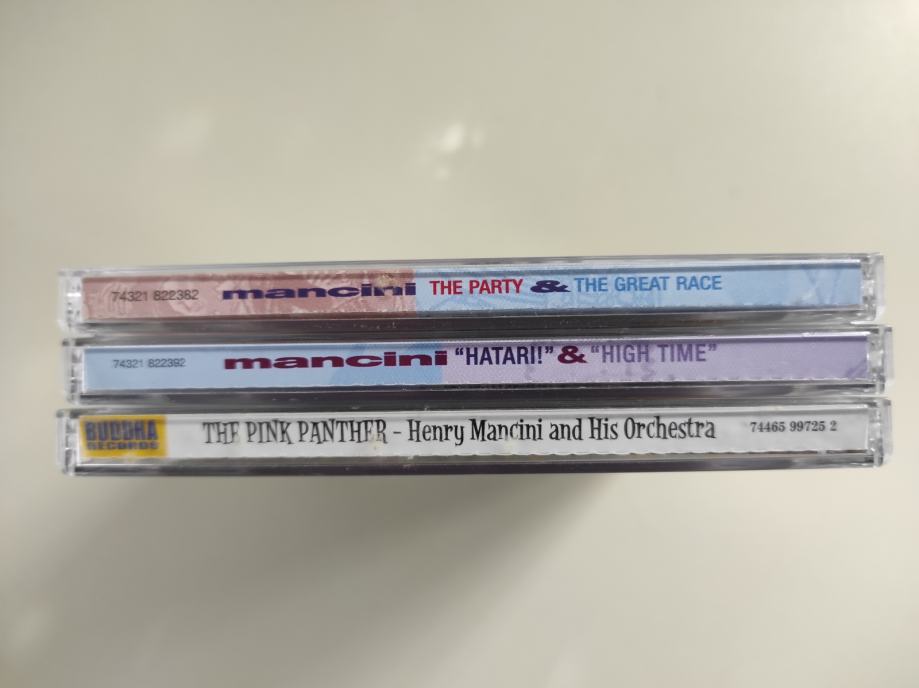 74321 822382 mancini THE PARTY & THE GREAT RACE
74321 822392 mancini “HATARI!” & “HIGH TIME”
BUDDHA RECORDS THE PINK PANTHER – Henry Mancini and His Orchestra 74465 99725 2